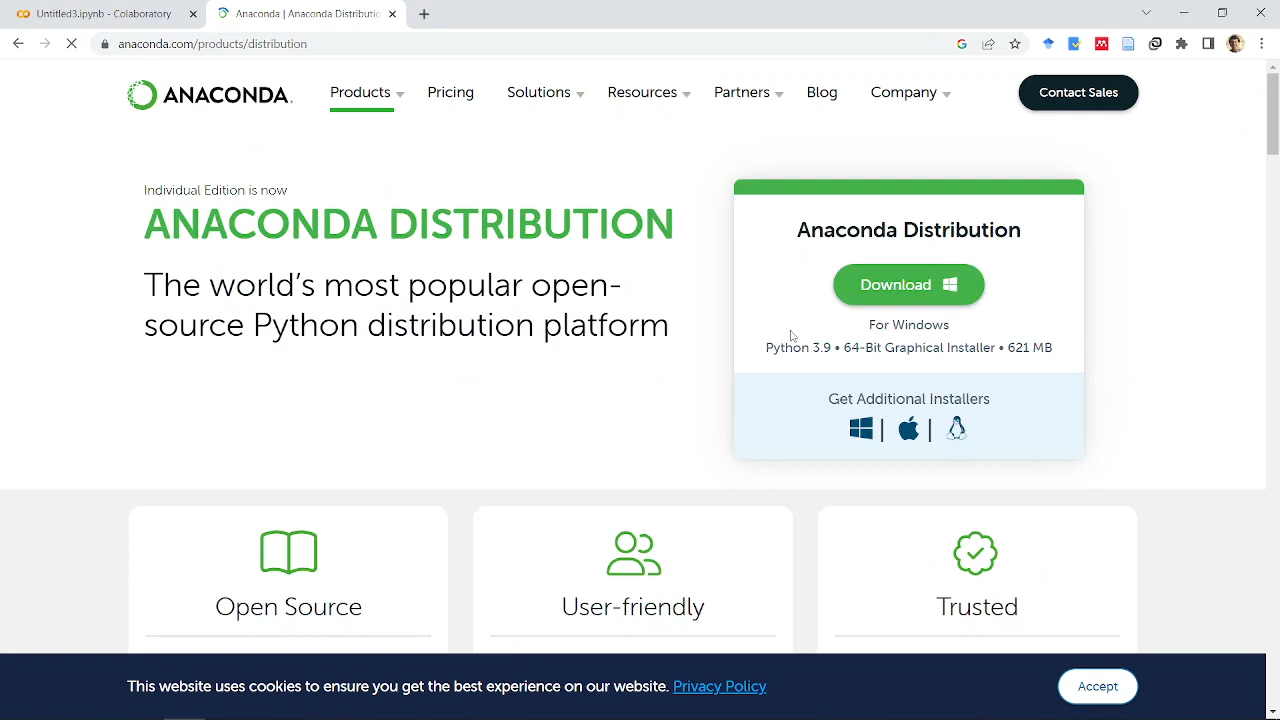 Untitled3.ipynb - Colaboratory
Anaconda | Anaconda Distributio
anaconda.com/products/distribution
ANACONDA.
Products
Pricing
Solutions
Resources
Partners
Blog
Company
Contact Sales
Individual Edition is now
ANACONDA DISTRIBUTION
The world's most popular open-
source Python distribution platform
Anaconda Distribution
Download
For Windows
Python 3.9 • 64-Bit Graphical Installer • 621 MB
Get Additional Installers
| |
Open Source
User-friendly
Trusted
This website uses cookies to ensure you get the best experience on our website. Privacy Policy
Accept